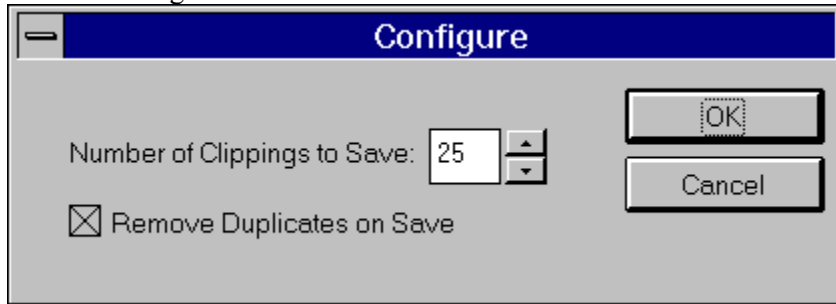 Configure
Number of Clippings to Save: 25
Remove Duplicates on Save
OK
Cancel